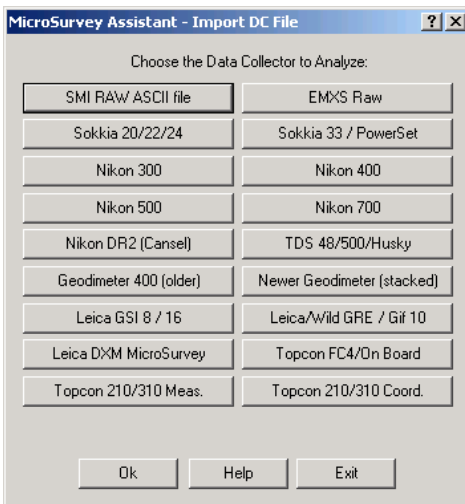 MicroSurvey Assistant - Import DC File
Choose the Data Collector to Analyze:
SMI RAW ASCII file
EMXS Raw
Sokkia 20/22/24
Sokkia 33 / PowerSet
Nikon 300
Nikon 400
Nikon 500
Nikon 700
Nikon DR2 (Cansel)
TDS 48/500/Husky
Geodimeter 400 (older)
Newer Geodimeter (stacked)
Leica GSI 8 / 16
Leica/Wild GRE / Gif 10
Leica DXM MicroSurvey
Topcon FC4/On Board
Topcon 210/310 Meas.
Topcon 210/310 Coord.
Ok
Help
Exit